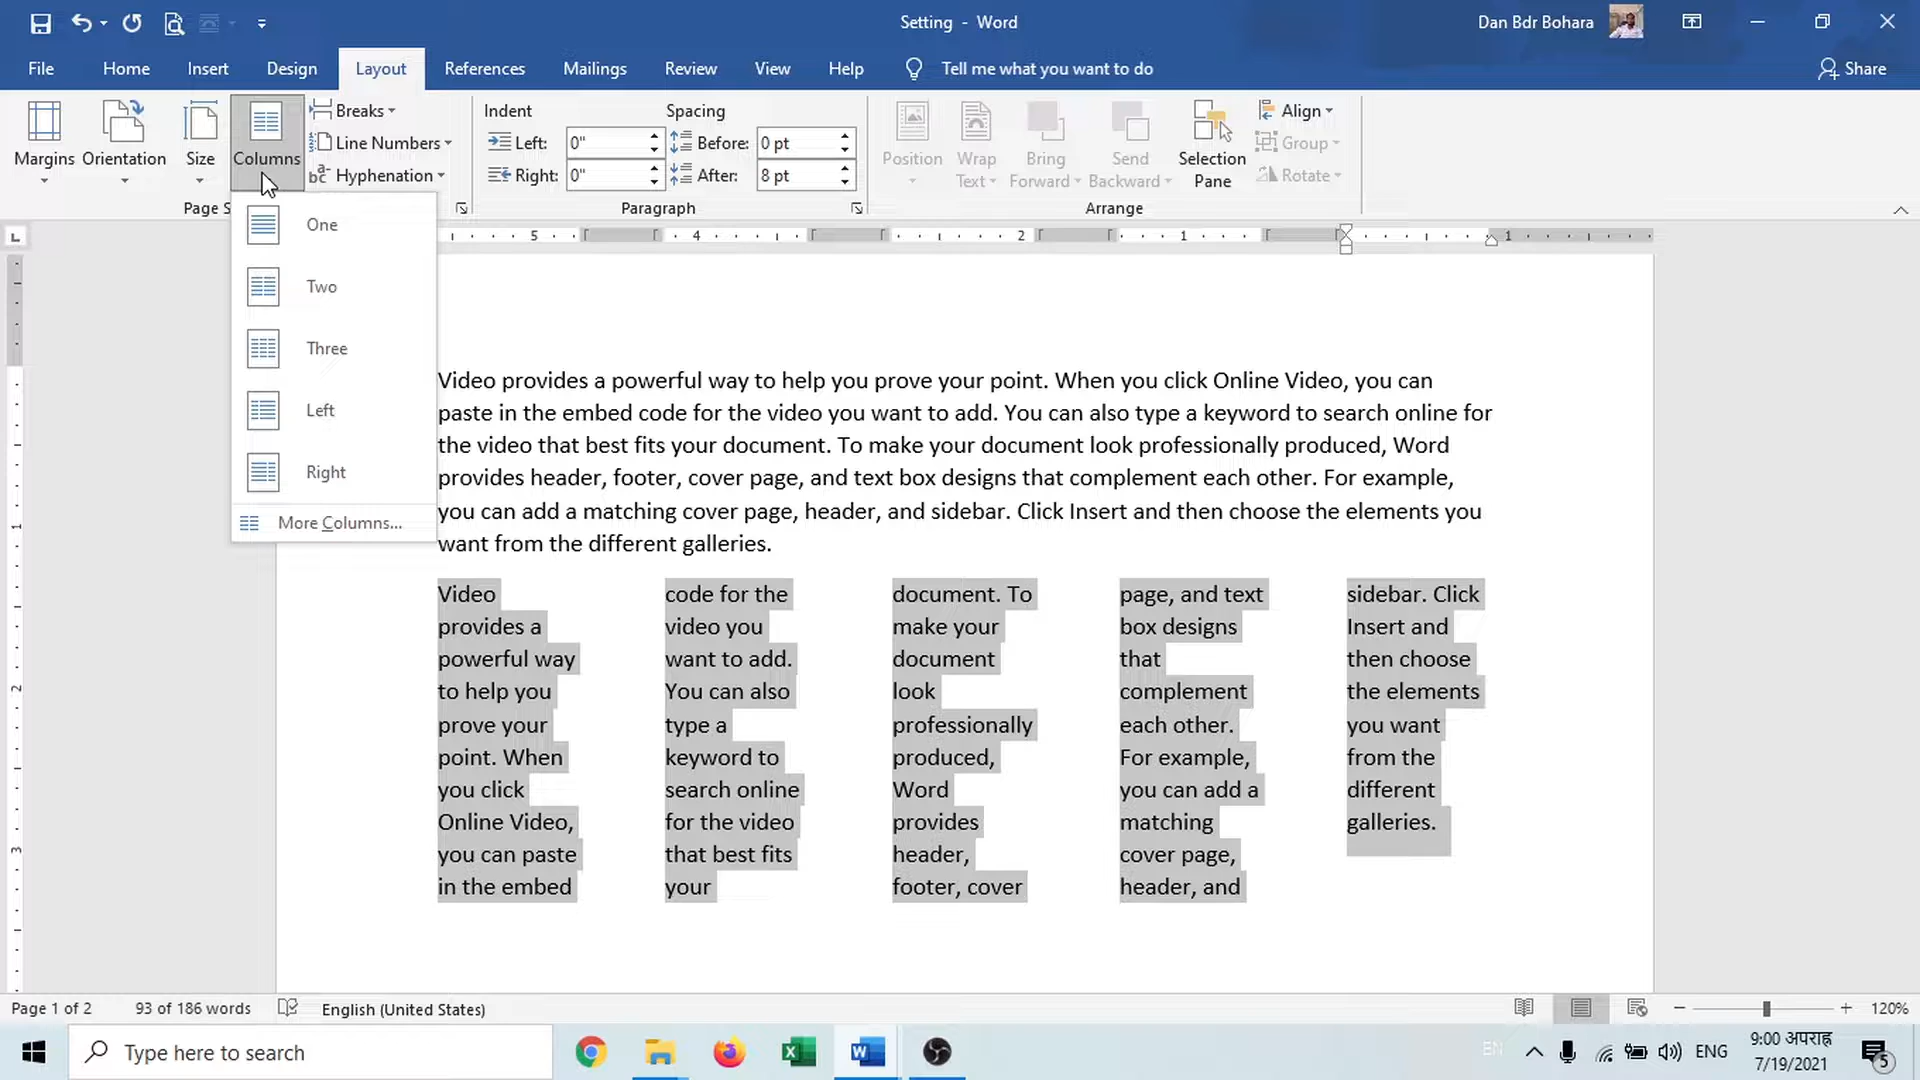 Setting - Word
Dan Bdr Bohara
File Home Insert Design Layout References Mailings Review View Help Tell me what you want to do Share
Margins Orientation Size Columns
Breaks
Line Numbers
Hyphenation
Page S
Indent
Left: 0"
Right: 0"
Spacing
Before: 0 pt
After: 8 pt
Paragraph
Position Wrap Text Bring Forward Send Backward Selection Pane
Align
Group
Rotate
Arrange
One
Two
Three
Left
Right
More Columns...
5 4 2 1 1
Video provides a powerful way to help you prove your point. When you click Online Video, you can
paste in the embed code for the video you want to add. You can also type a keyword to search online for
the video that best fits your document. To make your document look professionally produced, Word
provides header, footer, cover page, and text box designs that complement each other. For example,
you can add a matching cover page, header, and sidebar. Click Insert and then choose the elements you
want from the different galleries.
Video
provides a
powerful way
to help you
prove your
point. When
you click
Online Video,
you can paste
in the embed
code for the
video you
want to add.
You can also
type a
keyword to
search online
for the video
that best fits
your
document. To
make your
document
look
professionally
produced,
Word
provides
header,
footer, cover
page, and text
box designs
that
complement
each other.
For example,
you can add a
matching
cover page,
header, and
sidebar. Click
Insert and
then choose
the elements
you want
from the
different
galleries.
1
2
3
Page 1 of 2 93 of 186 words English (United States) 120%
Type here to search
EN
ENG
9:00 अपराह्न
7/19/2021
5